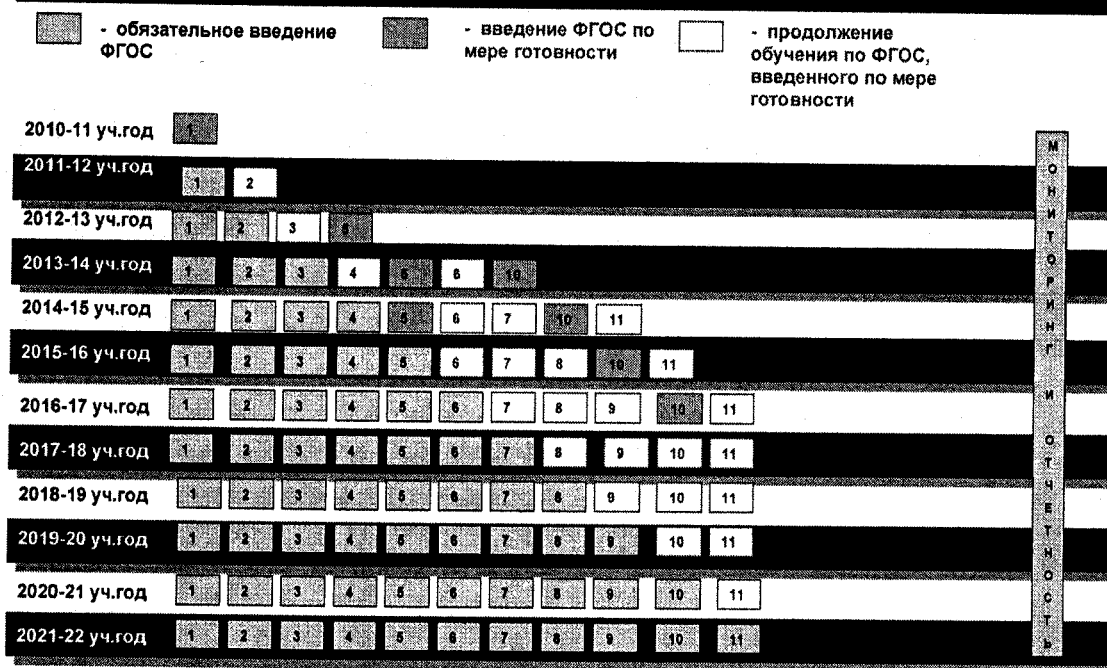 - обязательное введение
ФГОС
- введение ФГОС по
мере готовности
- продолжение
обучения по ФГОС,
введенного по мере
готовности
2010-11 уч.год 1
2011-12 уч.год 1 2
2012-13 уч.год 1 2 3 5
2013-14 уч.год 1 2 3 4 5 6 10
2014-15 уч.год 1 2 3 4 5 6 7 10 11
2015-16 уч.год 1 2 3 4 5 6 7 8 10 11
2016-17 уч.год 1 2 3 4 5 6 7 8 9 10 11
2017-18 уч.год 1 2 3 4 5 6 7 8 9 10 11
2018-19 уч.год 1 2 3 4 5 6 7 8 9 10 11
2019-20 уч.год 1 2 3 4 5 6 7 8 9 10 11
2020-21 уч.год 1 2 3 4 5 6 7 8 9 10 11
2021-22 уч.год 1 2 3 4 5 6 7 8 9 10 11
МОНИТОРИНГ И ОТЧЕТНОСТЬ